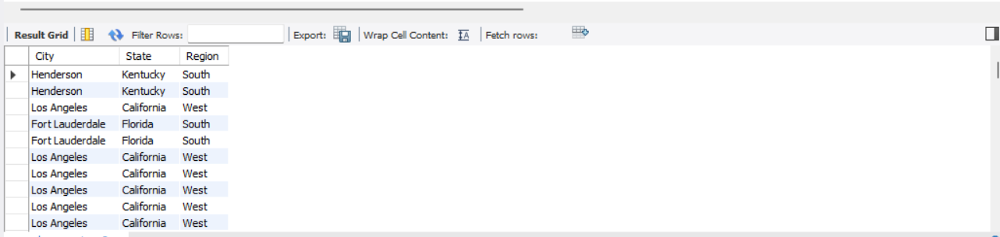 Result Grid Filter Rows: Export: Wrap Cell Content: IA Fetch rows:
City State Region
Henderson Kentucky South
Henderson Kentucky South
Los Angeles California West
Fort Lauderdale Florida South
Fort Lauderdale Florida South
Los Angeles California West
Los Angeles California West
Los Angeles California West
Los Angeles California West
Los Angeles California West